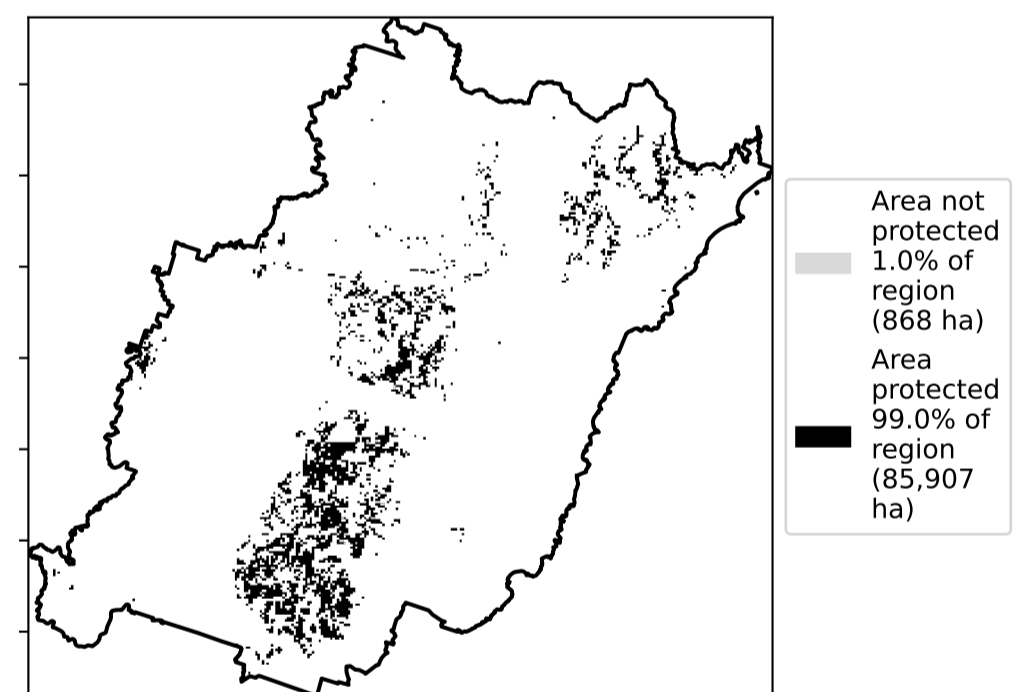 Area not
protected
1.0% of
region
(868 ha)
Area
protected
99.0% of
region
(85,907
ha)